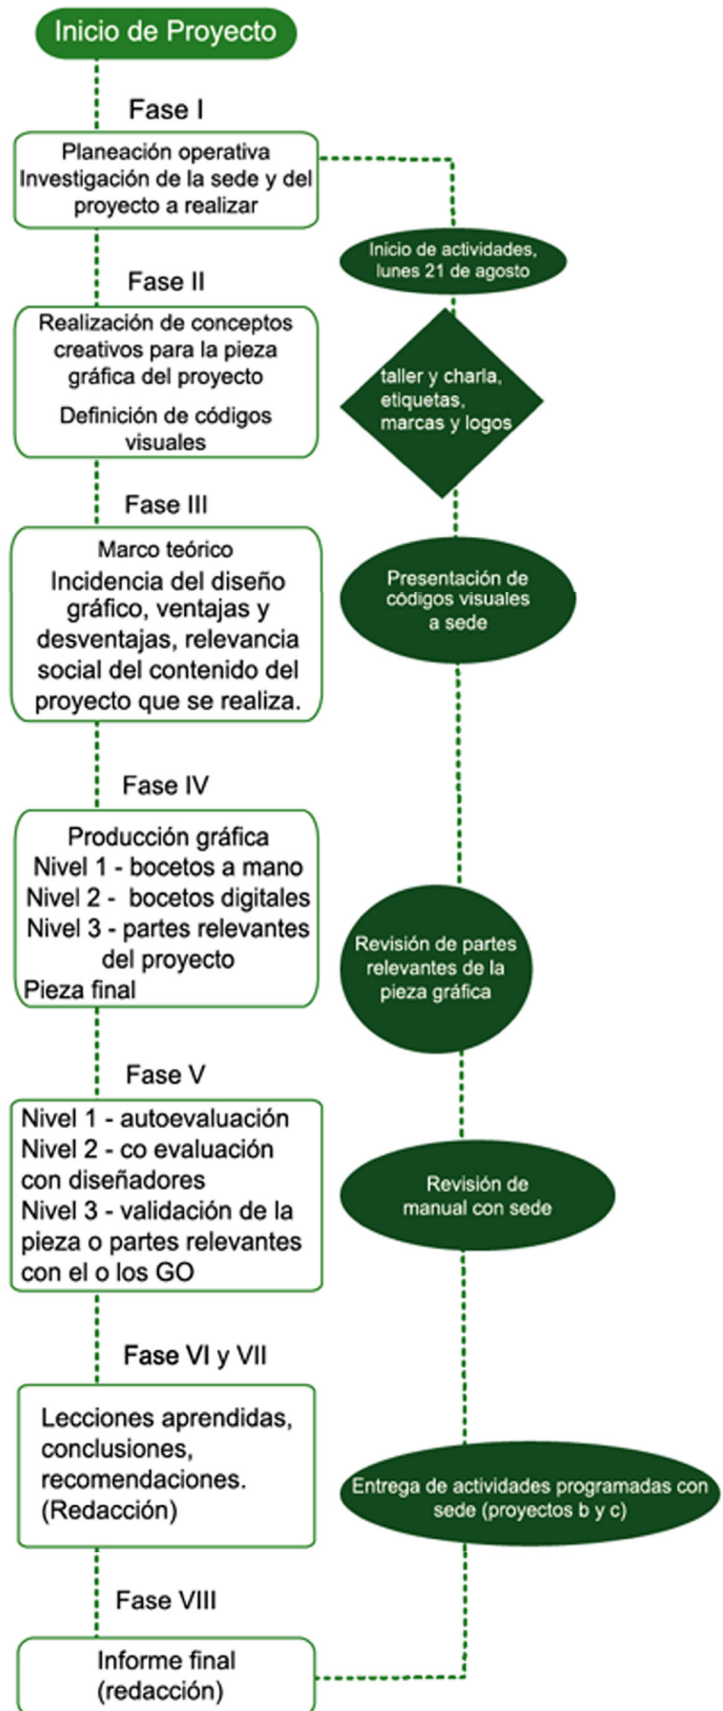 Inicio de Proyecto
Fase I
Planeación operativa
Investigación de la sede y del
proyecto a realizar
Inicio de actividades,
lunes 21 de agosto
Fase II
Realización de conceptos
creativos para la pieza
gráfica del proyecto
Definición de códigos
visuales
taller y charla,
etiquetas,
marcas y logos
Fase III
Marco teórico
Incidencia del diseño
gráfico, ventajas y
desventajas, relevancia
social del contenido del
proyecto que se realiza.
Presentación de
códigos visuales
a sede
Fase IV
Producción gráfica
Nivel 1 - bocetos a mano
Nivel 2 - bocetos digitales
Nivel 3 - partes relevantes
del proyecto
Pieza final
Revisión de partes
relevantes de la
pieza gráfica
Fase V
Nivel 1 - autoevaluación
Nivel 2 - co evaluación
con diseñadores
Nivel 3 - validación de la
pieza o partes relevantes
con el o los GO
Revisión de
manual con sede
Fase VI y VII
Lecciones aprendidas,
conclusiones,
recomendaciones.
(Redacción)
Entrega de actividades programadas con
sede (proyectos b y c)
Fase VIII
Informe final
(redacción)